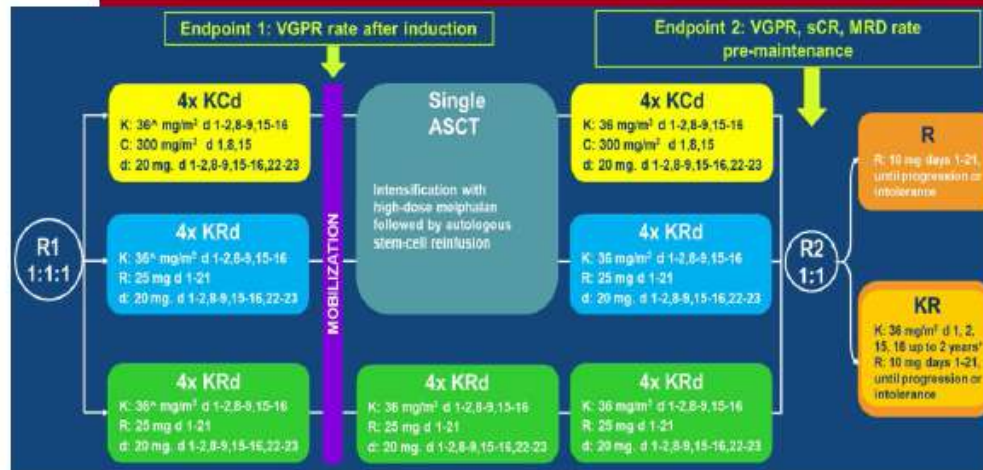 Endpoint 1: VGPR rate after induction
Endpoint 2: VGPR, sCR, MRD rate
pre-maintenance
R1
1:1:1
4x KCd
K: 36^ mg/m² d 1-2,8-9,15-16
C: 300 mg/m² d 1,8,15
d: 20 mg. d 1-2,8-9,15-16,22-23
4x KRd
K: 36^ mg/m² d 1-2,8-9,15-16
R: 25 mg d 1-21
d: 20 mg. d 1-2,8-9,15-16,22-23
4x KRd
K: 36^ mg/m² d 1-2,8-9,15-16
R: 25 mg d 1-21
d: 20 mg. d 1-2,8-9,15-16,22-23
MOBILIZATION
Single
ASCT
Intensification with
high-dose melphalan
followed by autologous
stem-cell reinfusion
4x KRd
K: 36 mg/m² d 1-2,8-9,15-16
R: 25 mg d 1-21
d: 20 mg. d 1-2,8-9,15-16,22-23
4x KCd
K: 36 mg/m² d 1-2,8-9,15-16
C: 300 mg/m² d 1,8,15
d: 20 mg. d 1-2,8-9,15-16,22-23
4x KRd
K: 36 mg/m² d 1-2,8-9,15-16
R: 25 mg d 1-21
d: 20 mg. d 1-2,8-9,15-16,22-23
4x KRd
K: 36 mg/m² d 1-2,8-9,15-16
R: 25 mg d 1-21
d: 20 mg. d 1-2,8-9,15-16,22-23
R2
1:1
R
R: 10 mg days 1-21,
until progression or
intolerance
KR
K: 36 mg/m² d 1, 2,
15, 16 up to 2 years*
R: 10 mg days 1-21,
until progression or
intolerance